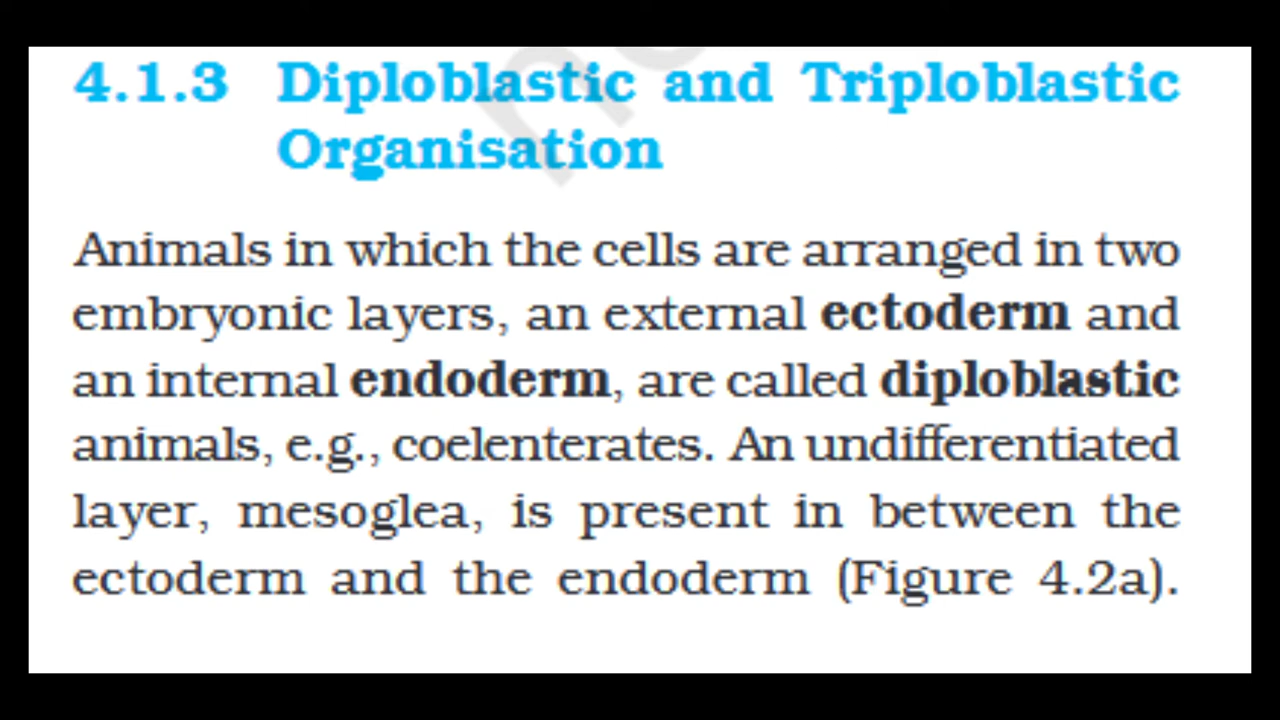 4.1.3 Diploblastic and Triploblastic
Organisation
Animals in which the cells are arranged in two
embryonic layers, an external ectoderm and
an internal endoderm, are called diploblastic
animals, e.g., coelenterates. An undifferentiated
layer, mesoglea, is present in between the
ectoderm and the endoderm (Figure 4.2a).